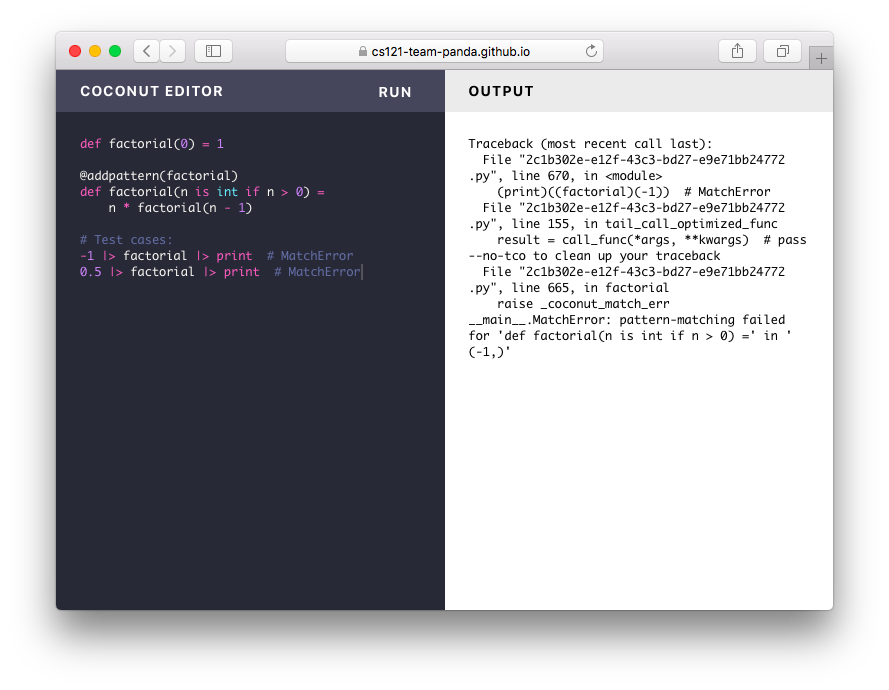 cs121-team-panda.github.io
COCONUT EDITOR
RUN
def factorial(0) = 1
@addpattern(factorial)
def factorial(n is int if n > 0) =
    n * factorial(n - 1)
# Test cases:
-1 |> factorial |> print  # MatchError
0.5 |> factorial |> print  # MatchError
OUTPUT
Traceback (most recent call last):
  File "2c1b302e-e12f-43c3-bd27-e9e71bb24772
.py", line 670, in <module>
    (print)((factorial)(-1))  # MatchError
  File "2c1b302e-e12f-43c3-bd27-e9e71bb24772
.py", line 155, in tail_call_optimized_func
    result = call_func(*args, **kwargs)  # pass
--no-tco to clean up your traceback
  File "2c1b302e-e12f-43c3-bd27-e9e71bb24772
.py", line 665, in factorial
    raise _coconut_match_err
__main__.MatchError: pattern-matching failed
for 'def factorial(n is int if n > 0) =' in '
(-1,)'